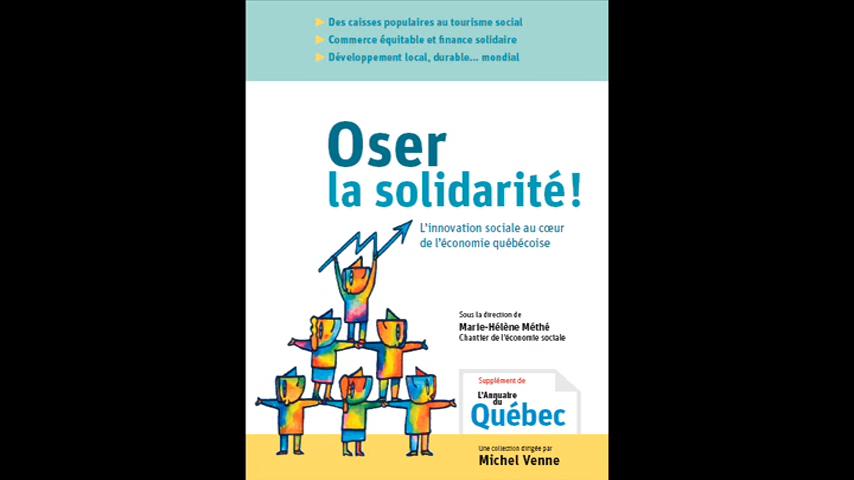 Des caisses populaires au tourisme social
Commerce équitable et finance solidaire
Développement local, durable... mondial
Oser
la solidarité!
L'innovation sociale au cœur
de l'économie québécoise
Sous la direction de
Marie-Hélène Méthé
Chantier de l'économie sociale
Supplément de
L'Annuaire
du
Québec
Une collection dirigée par
Michel Venne